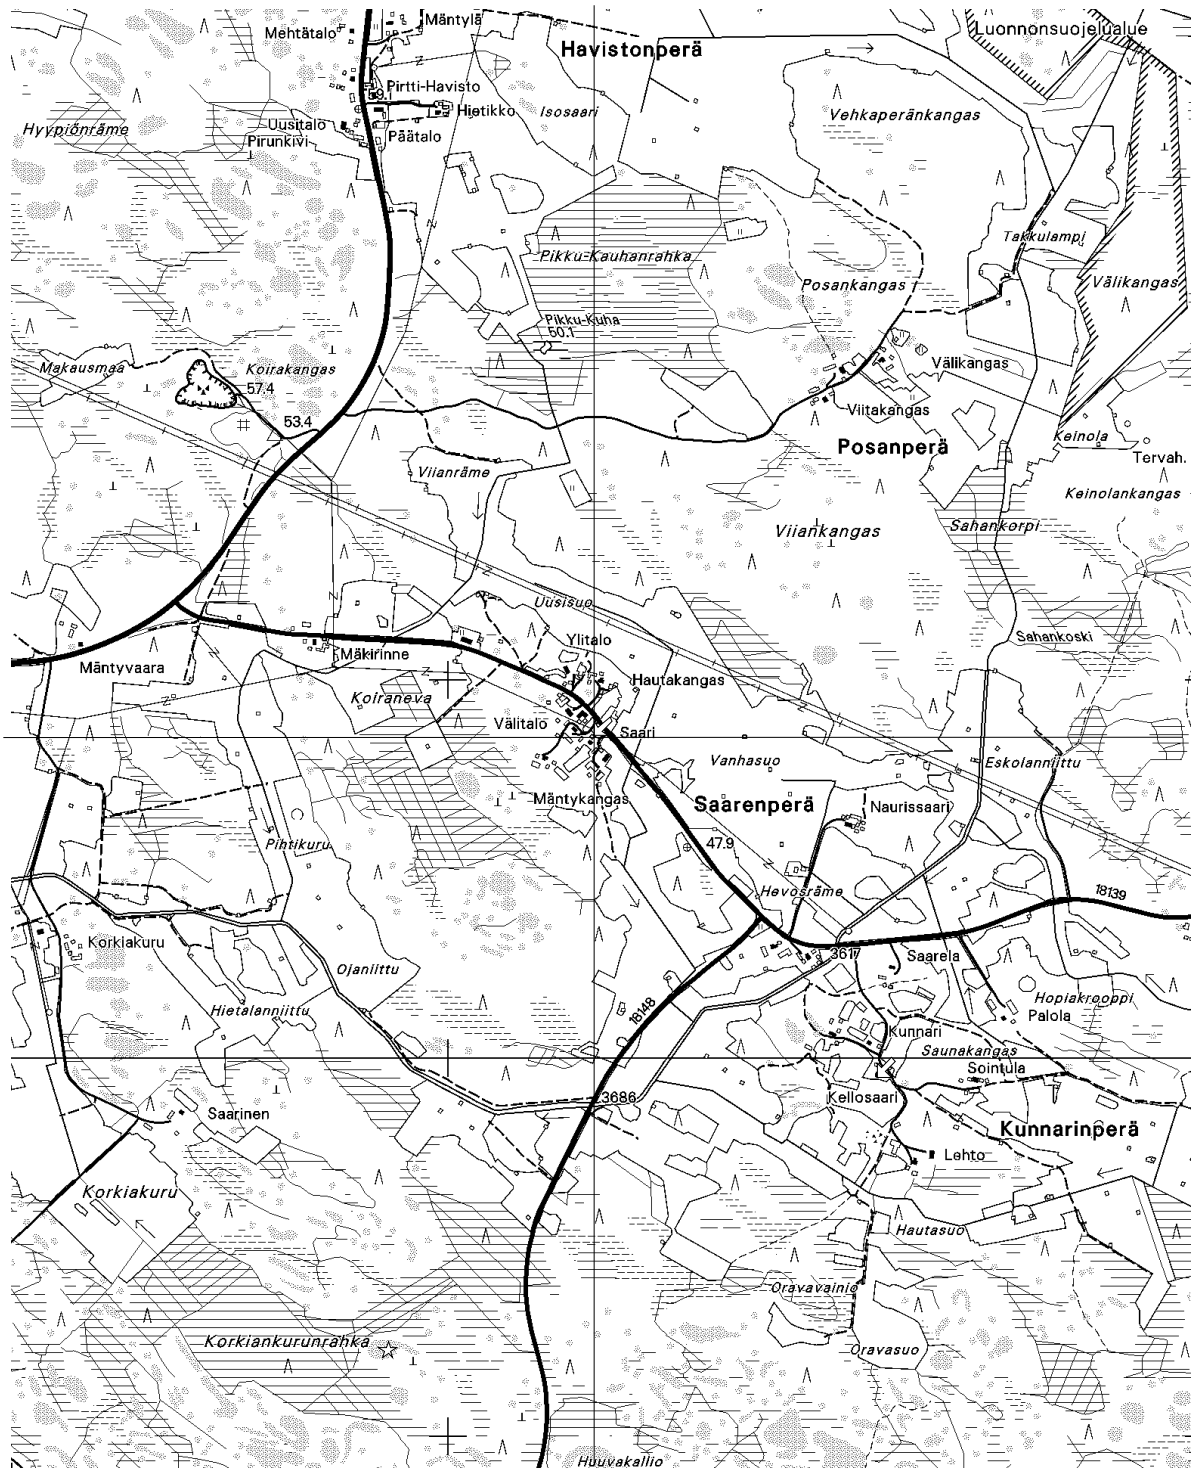 Mäntylä
Mehtätalo
Havistonperä
Luonnonsuojelualue
Pirtti-Havisto
59.1
Hietikko
Isosaari
Vehkaperänkangas
Hyypiönräme
Uusitalo
Päätalo
Pirunkivi
Takkulampi
Pikku-Kauhanrahka
Posankangas
Välikangas
Pikku-Kuha
50.1
Makausmaa
Koirakangas
57.4
Välikangas
53.4
Viitakangas
Posanperä
Keinola
Tervah.
Viianräme
Keinolankangas
Viiankangas
Sahankorpi
Uusisuo
Sahankoski
Ylitalo
Mäkirinne
Mäntyvaara
Hautakangas
Koiraneva
Välitalo
Saari
Vanhasuo
Eskolanniittu
Mäntykangas
Saarenperä
Naurissaari
Pihtikuru
47.9
Hevosräme
18139
Korkiakuru
3617
Saarela
Ojaniittu
Hietalanniittu
Hopiakrooppi
18148
Palola
Kunnari
Saunakangas
Sointula
Kellosaari
3686
Saarinen
Kunnarinperä
Lehto
Korkiakuru
Hautasuo
Oravavainio
Korkiankurunrahka
Oravasuo
Huuvakallio